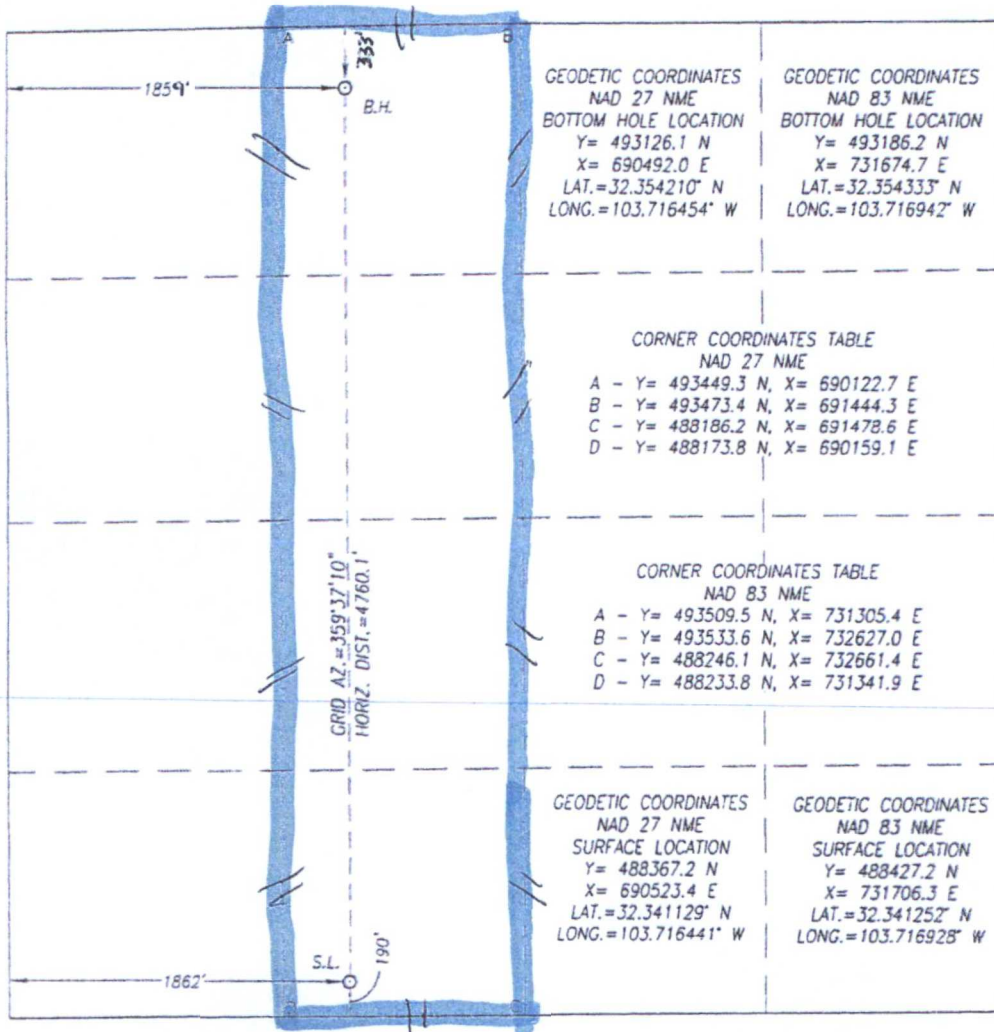 A
B
333'
1859'
B.H.
GEODETIC COORDINATES
NAD 27 NME
BOTTOM HOLE LOCATION
Y= 493126.1 N
X= 690492.0 E
LAT.=32.354210° N
LONG.=103.716454° W
GEODETIC COORDINATES
NAD 83 NME
BOTTOM HOLE LOCATION
Y= 493186.2 N
X= 731674.7 E
LAT.=32.354333° N
LONG.=103.716942° W
CORNER COORDINATES TABLE
NAD 27 NME
A - Y= 493449.3 N, X= 690122.7 E
B - Y= 493473.4 N, X= 691444.3 E
C - Y= 488186.2 N, X= 691478.6 E
D - Y= 488173.8 N, X= 690159.1 E
GRID AZ.=359°37'10"
HORIZ. DIST.=4760.1'
CORNER COORDINATES TABLE
NAD 83 NME
A - Y= 493509.5 N, X= 731305.4 E
B - Y= 493533.6 N, X= 732627.0 E
C - Y= 488246.1 N, X= 732661.4 E
D - Y= 488233.8 N, X= 731341.9 E
GEODETIC COORDINATES
NAD 27 NME
SURFACE LOCATION
Y= 488367.2 N
X= 690523.4 E
LAT.=32.341129° N
LONG.=103.716441° W
GEODETIC COORDINATES
NAD 83 NME
SURFACE LOCATION
Y= 488427.2 N
X= 731706.3 E
LAT.=32.341252° N
LONG.=103.716928° W
S.L.
190'
1862'